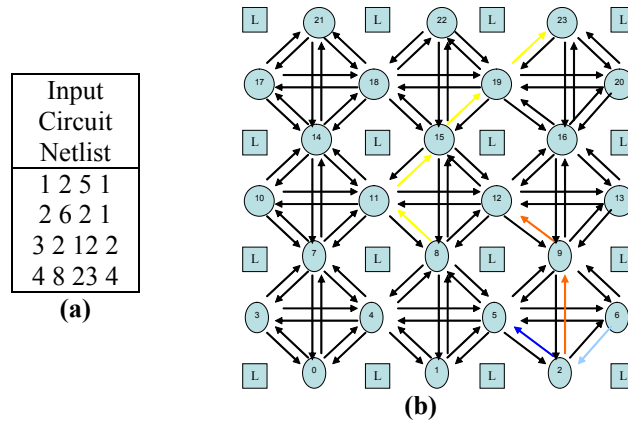 Input
Circuit
Netlist
1 2 5 1
2 6 2 1
3 2 12 2
4 8 23 4
(a)
L 21 L 22 L 23 L
17 18 19 20
L 14 L 15 L 16 L
10 11 12 13
L 7 L 8 L 9 L
3 4 5 6
L 0 L 1 L 2 L
(b)